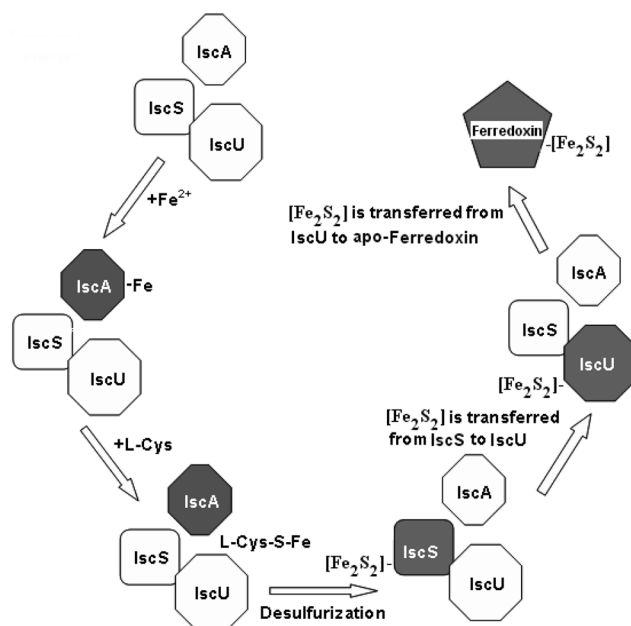 IscA
IscS
IscU
+Fe²⁺
IscA -Fe
IscS
IscU
+L-Cys
IscA
L-Cys-S-Fe
IscS
IscU
Desulfurization
[Fe₂S₂]-
IscS
IscA
IscU
[Fe₂S₂] is transferred
from IscS to IscU
IscA
IscS
IscU
[Fe₂S₂]-
[Fe₂S₂] is transferred from
IscU to apo-Ferredoxin
Ferredoxin
-[Fe₂S₂]